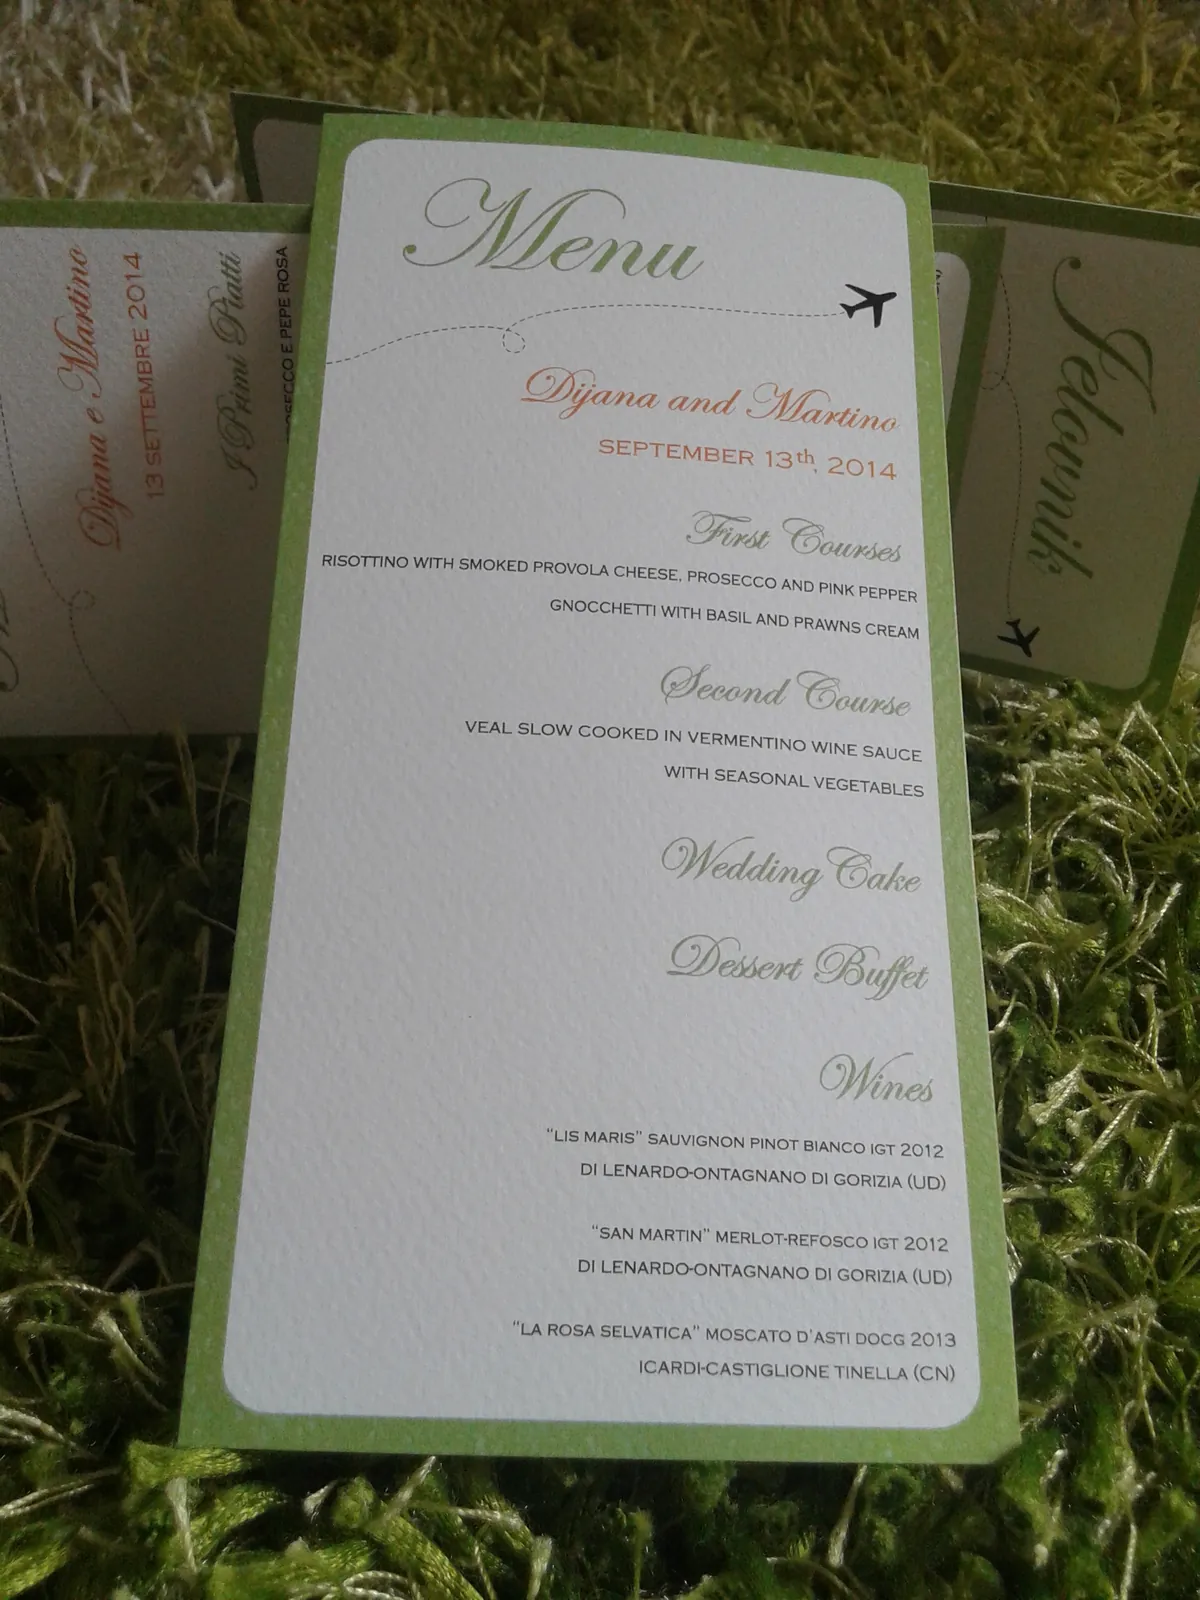 Menu
Dijana and Martino
SEPTEMBER 13th, 2014
First Courses
RISOTTINO WITH SMOKED PROVOLA CHEESE, PROSECCO AND PINK PEPPER
GNOCCHETTI WITH BASIL AND PRAWNS CREAM
Second Course
VEAL SLOW COOKED IN VERMENTINO WINE SAUCE
WITH SEASONAL VEGETABLES
Wedding Cake
Dessert Buffet
Wines
"LIS MARIS" SAUVIGNON PINOT BIANCO IGT 2012
DI LENARDO-ONTAGNANO DI GORIZIA (UD)
"SAN MARTIN" MERLOT-REFOSCO IGT 2012
DI LENARDO-ONTAGNANO DI GORIZIA (UD)
"LA ROSA SELVATICA" MOSCATO D'ASTI DOCG 2013
ICARDI-CASTIGLIONE TINELLA (CN)
Dijana e Martino
13 SETTEMBRE 2014
I Primi Piatti
E PEPE ROSA
Jelovnik